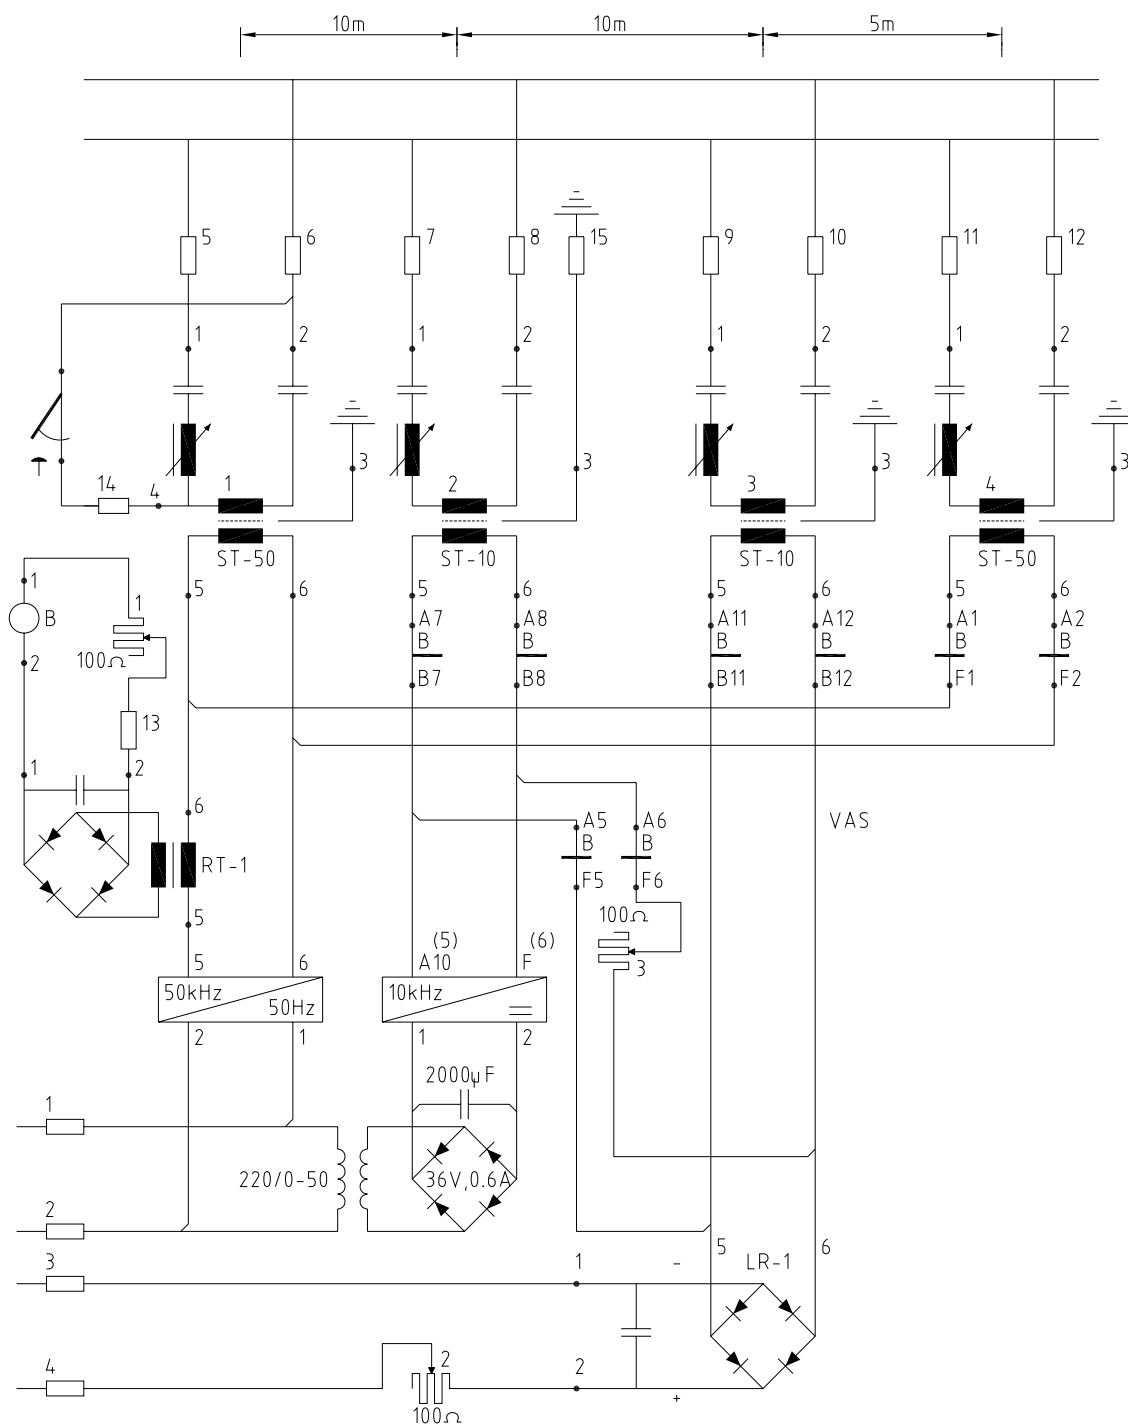 10m 10m 5m
5 6 7 8 15 9 10 11 12
1 2 1 2 1 2 1 2
3 3 3 3
14 4 1 2 3 4
ST-50 ST-10 ST-10 ST-50
1 5 6 5 6 5 6 5 6
B 1 A7 A8 A11 A12 A1 A2
B B B B B B
100Ω
2 B7 B8 B11 B12 F1 F2
13
1 2
6 A5 A6 VAS
B B
RT-1 F5 F6
5 100Ω
(5) (6)
5 6 A10 F 3
50kHz 10kHz
50Hz
2 1 1 2
2000μF
1
220/0-50 36V,0.6A
2
5 6
3 1 - LR-1
4 2 2
+
100Ω